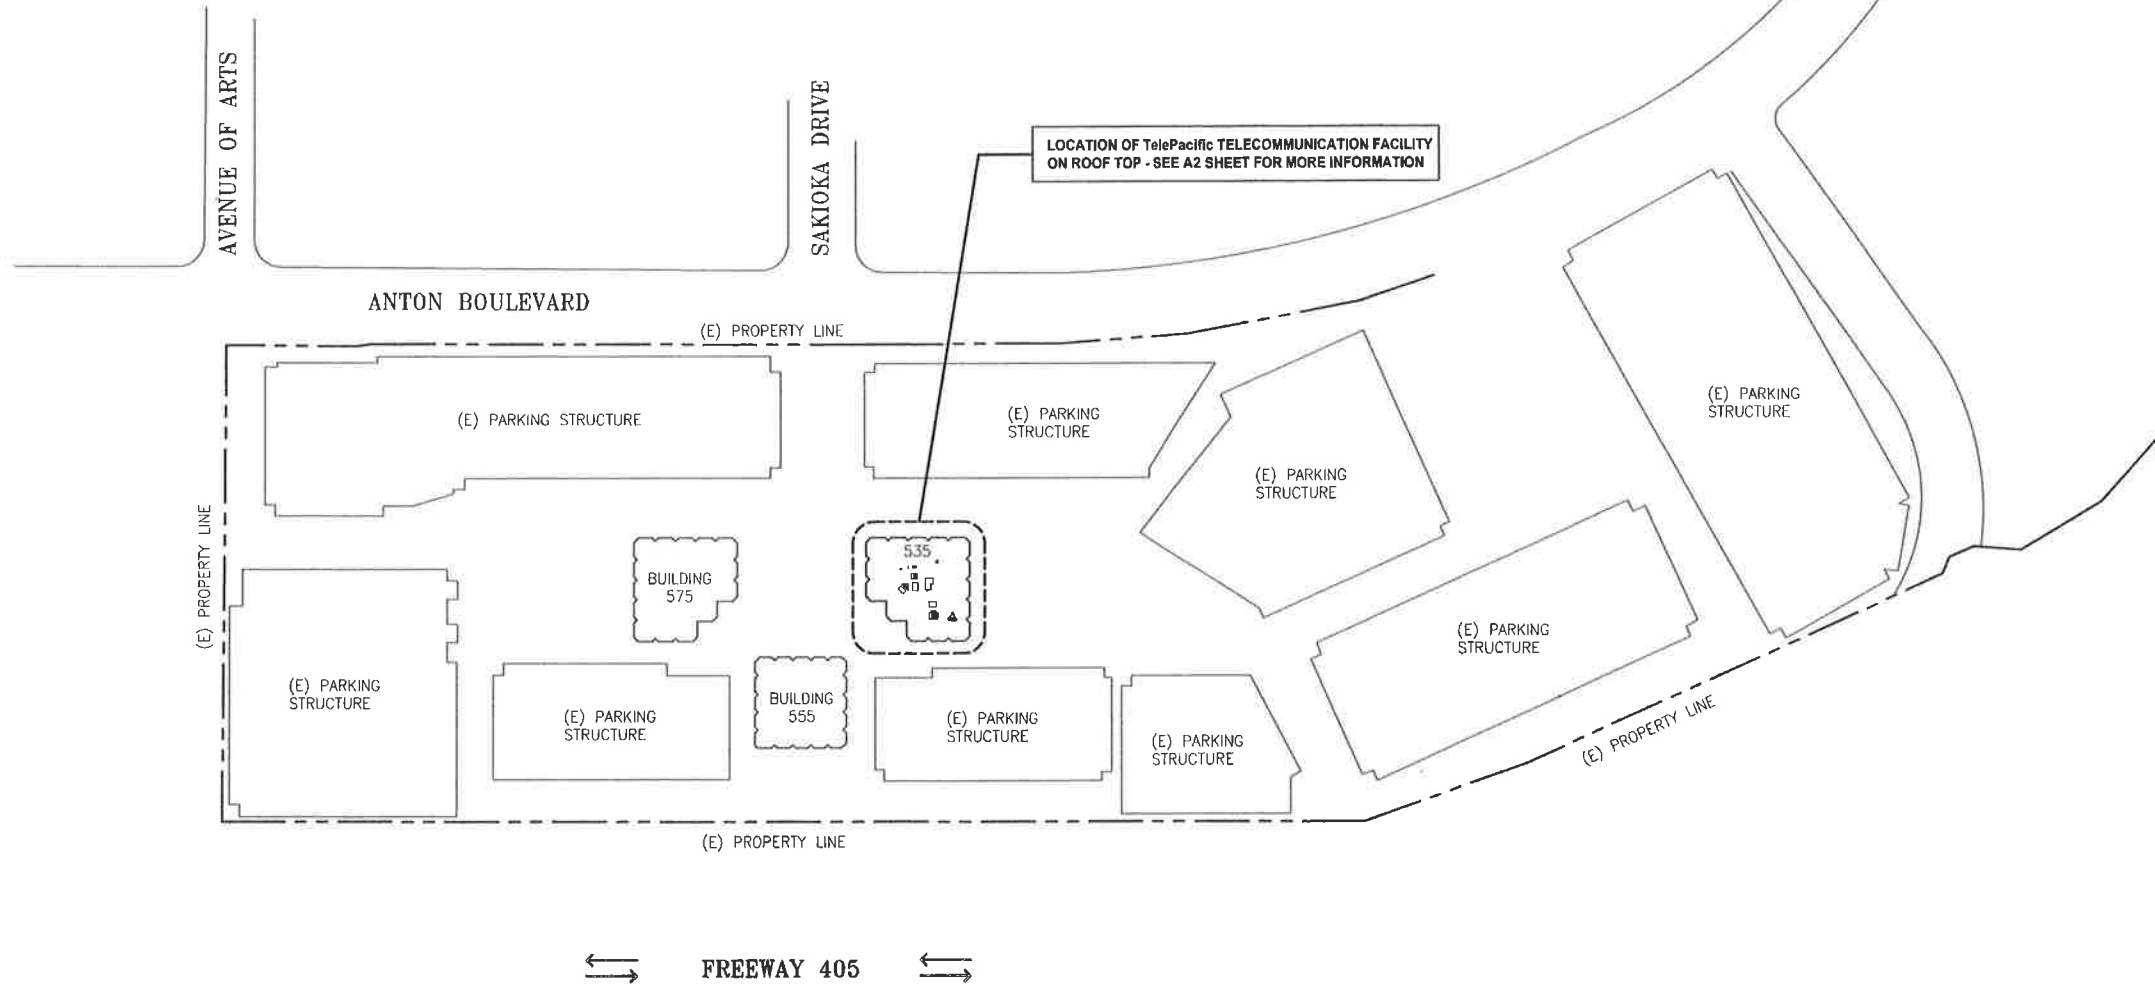 AVENUE OF ARTS
SAKIOKA DRIVE
LOCATION OF TelePacific TELECOMMUNICATION FACILITY
ON ROOF TOP - SEE A2 SHEET FOR MORE INFORMATION
ANTON BOULEVARD
(E) PROPERTY LINE
(E) PARKING STRUCTURE
(E) PARKING
STRUCTURE
(E) PARKING
STRUCTURE
(E) PARKING
STRUCTURE
(E) PROPERTY LINE
BUILDING
575
535
(E) PARKING
STRUCTURE
(E) PARKING
STRUCTURE
(E) PARKING
STRUCTURE
BUILDING
555
(E) PARKING
STRUCTURE
(E) PARKING
STRUCTURE
(E) PROPERTY LINE
(E) PROPERTY LINE
FREEWAY 405